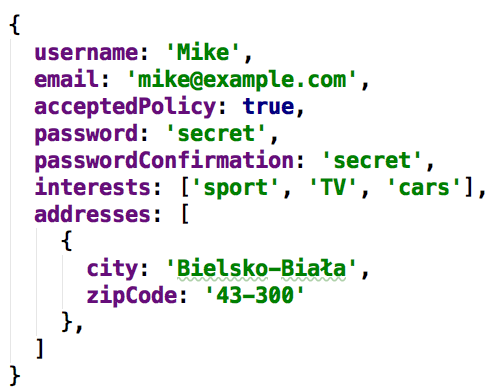 {
  username: 'Mike',
  email: 'mike@example.com',
  acceptedPolicy: true,
  password: 'secret',
  passwordConfirmation: 'secret',
  interests: ['sport', 'TV', 'cars'],
  addresses: [
    {
      city: 'Bielsko-Biała',
      zipCode: '43-300'
    },
  ]
}